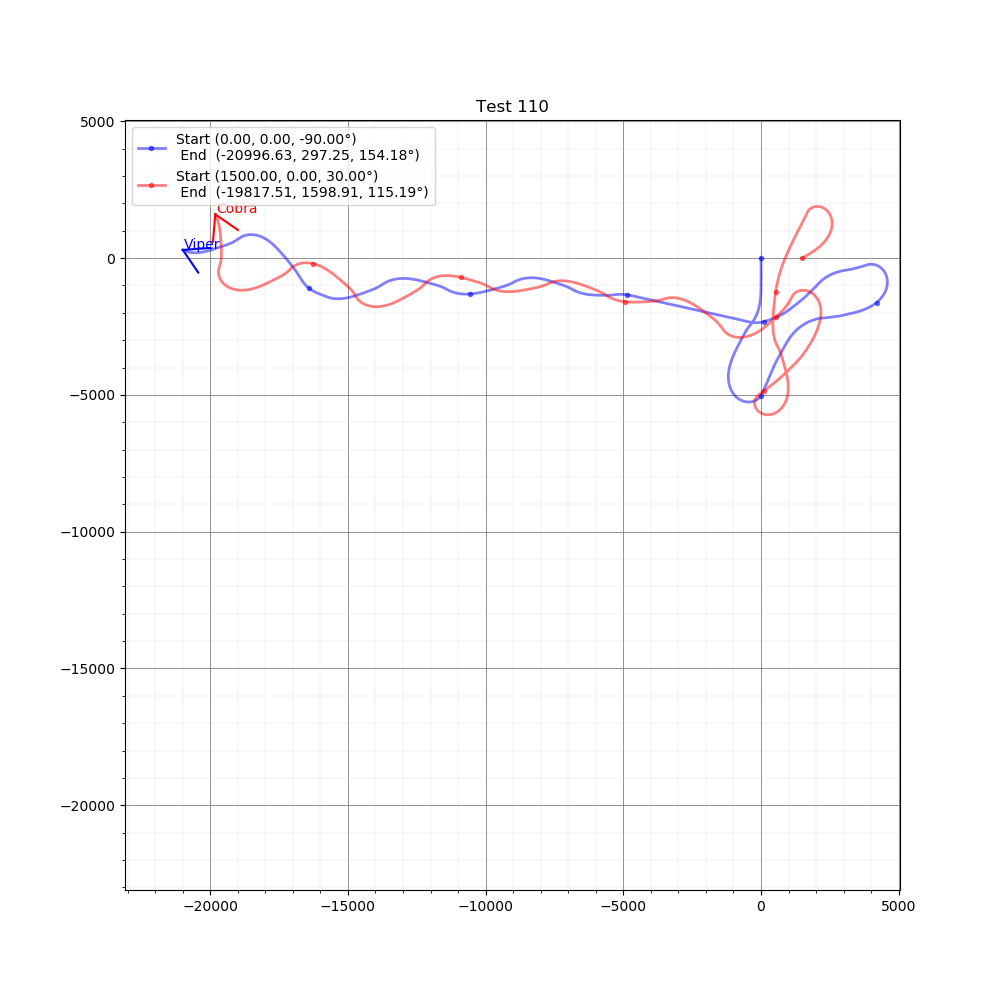 Test 110
5000
0
−5000
−10000
−15000
−20000
Start (0.00, 0.00, -90.00°)
End (-20996.63, 297.25, 154.18°)
Start (1500.00, 0.00, 30.00°)
End (-19817.51, 1598.91, 115.19°)
Cobra
Viper
−20000 −15000 −10000 −5000 0 5000